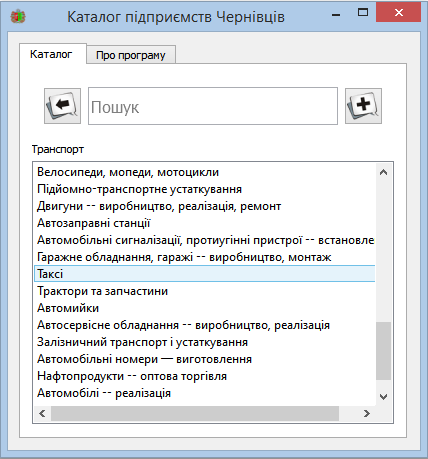 Каталог підприємств Чернівців
Каталог
Про програму
Пошук
Транспорт
Велосипеди, мопеди, мотоцикли
Підйомно-транспортне устаткування
Двигуни -- виробництво, реалізація, ремонт
Автозаправні станції
Автомобільні сигналізації, протиугінні пристрої -- встановле
Гаражне обладнання, гаражі -- виробництво, монтаж
Таксі
Трактори та запчастини
Автомийки
Автосервісне обладнання -- виробництво, реалізація
Залізничний транспорт і устаткування
Автомобільні номери — виготовлення
Нафтопродукти -- оптова торгівля
Автомобілі -- реалізація